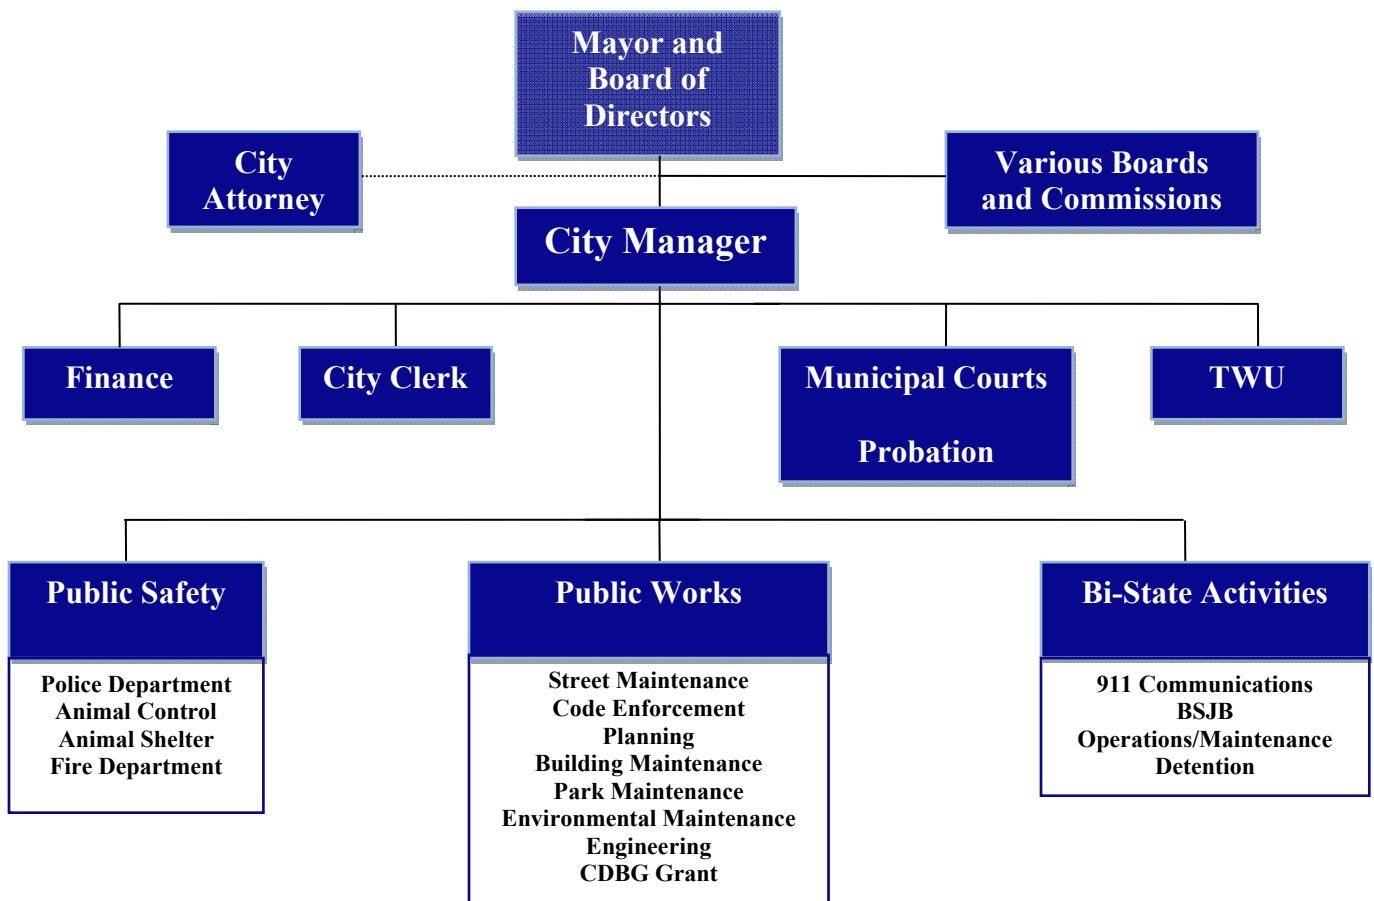 Mayor and
Board of
Directors
City
Attorney
Various Boards
and Commissions
City Manager
Finance
City Clerk
Municipal Courts
Probation
TWU
Public Safety
Police Department
Animal Control
Animal Shelter
Fire Department
Public Works
Street Maintenance
Code Enforcement
Planning
Building Maintenance
Park Maintenance
Environmental Maintenance
Engineering
CDBG Grant
Bi-State Activities
911 Communications
BSJB
Operations/Maintenance
Detention